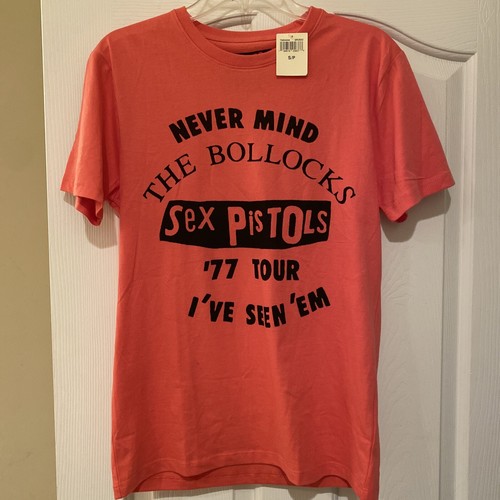 NEVER MIND
THE BOLLOCKS
SeX PisTOLs
'77 TOUR
I'VE SEEN 'EM
S/P